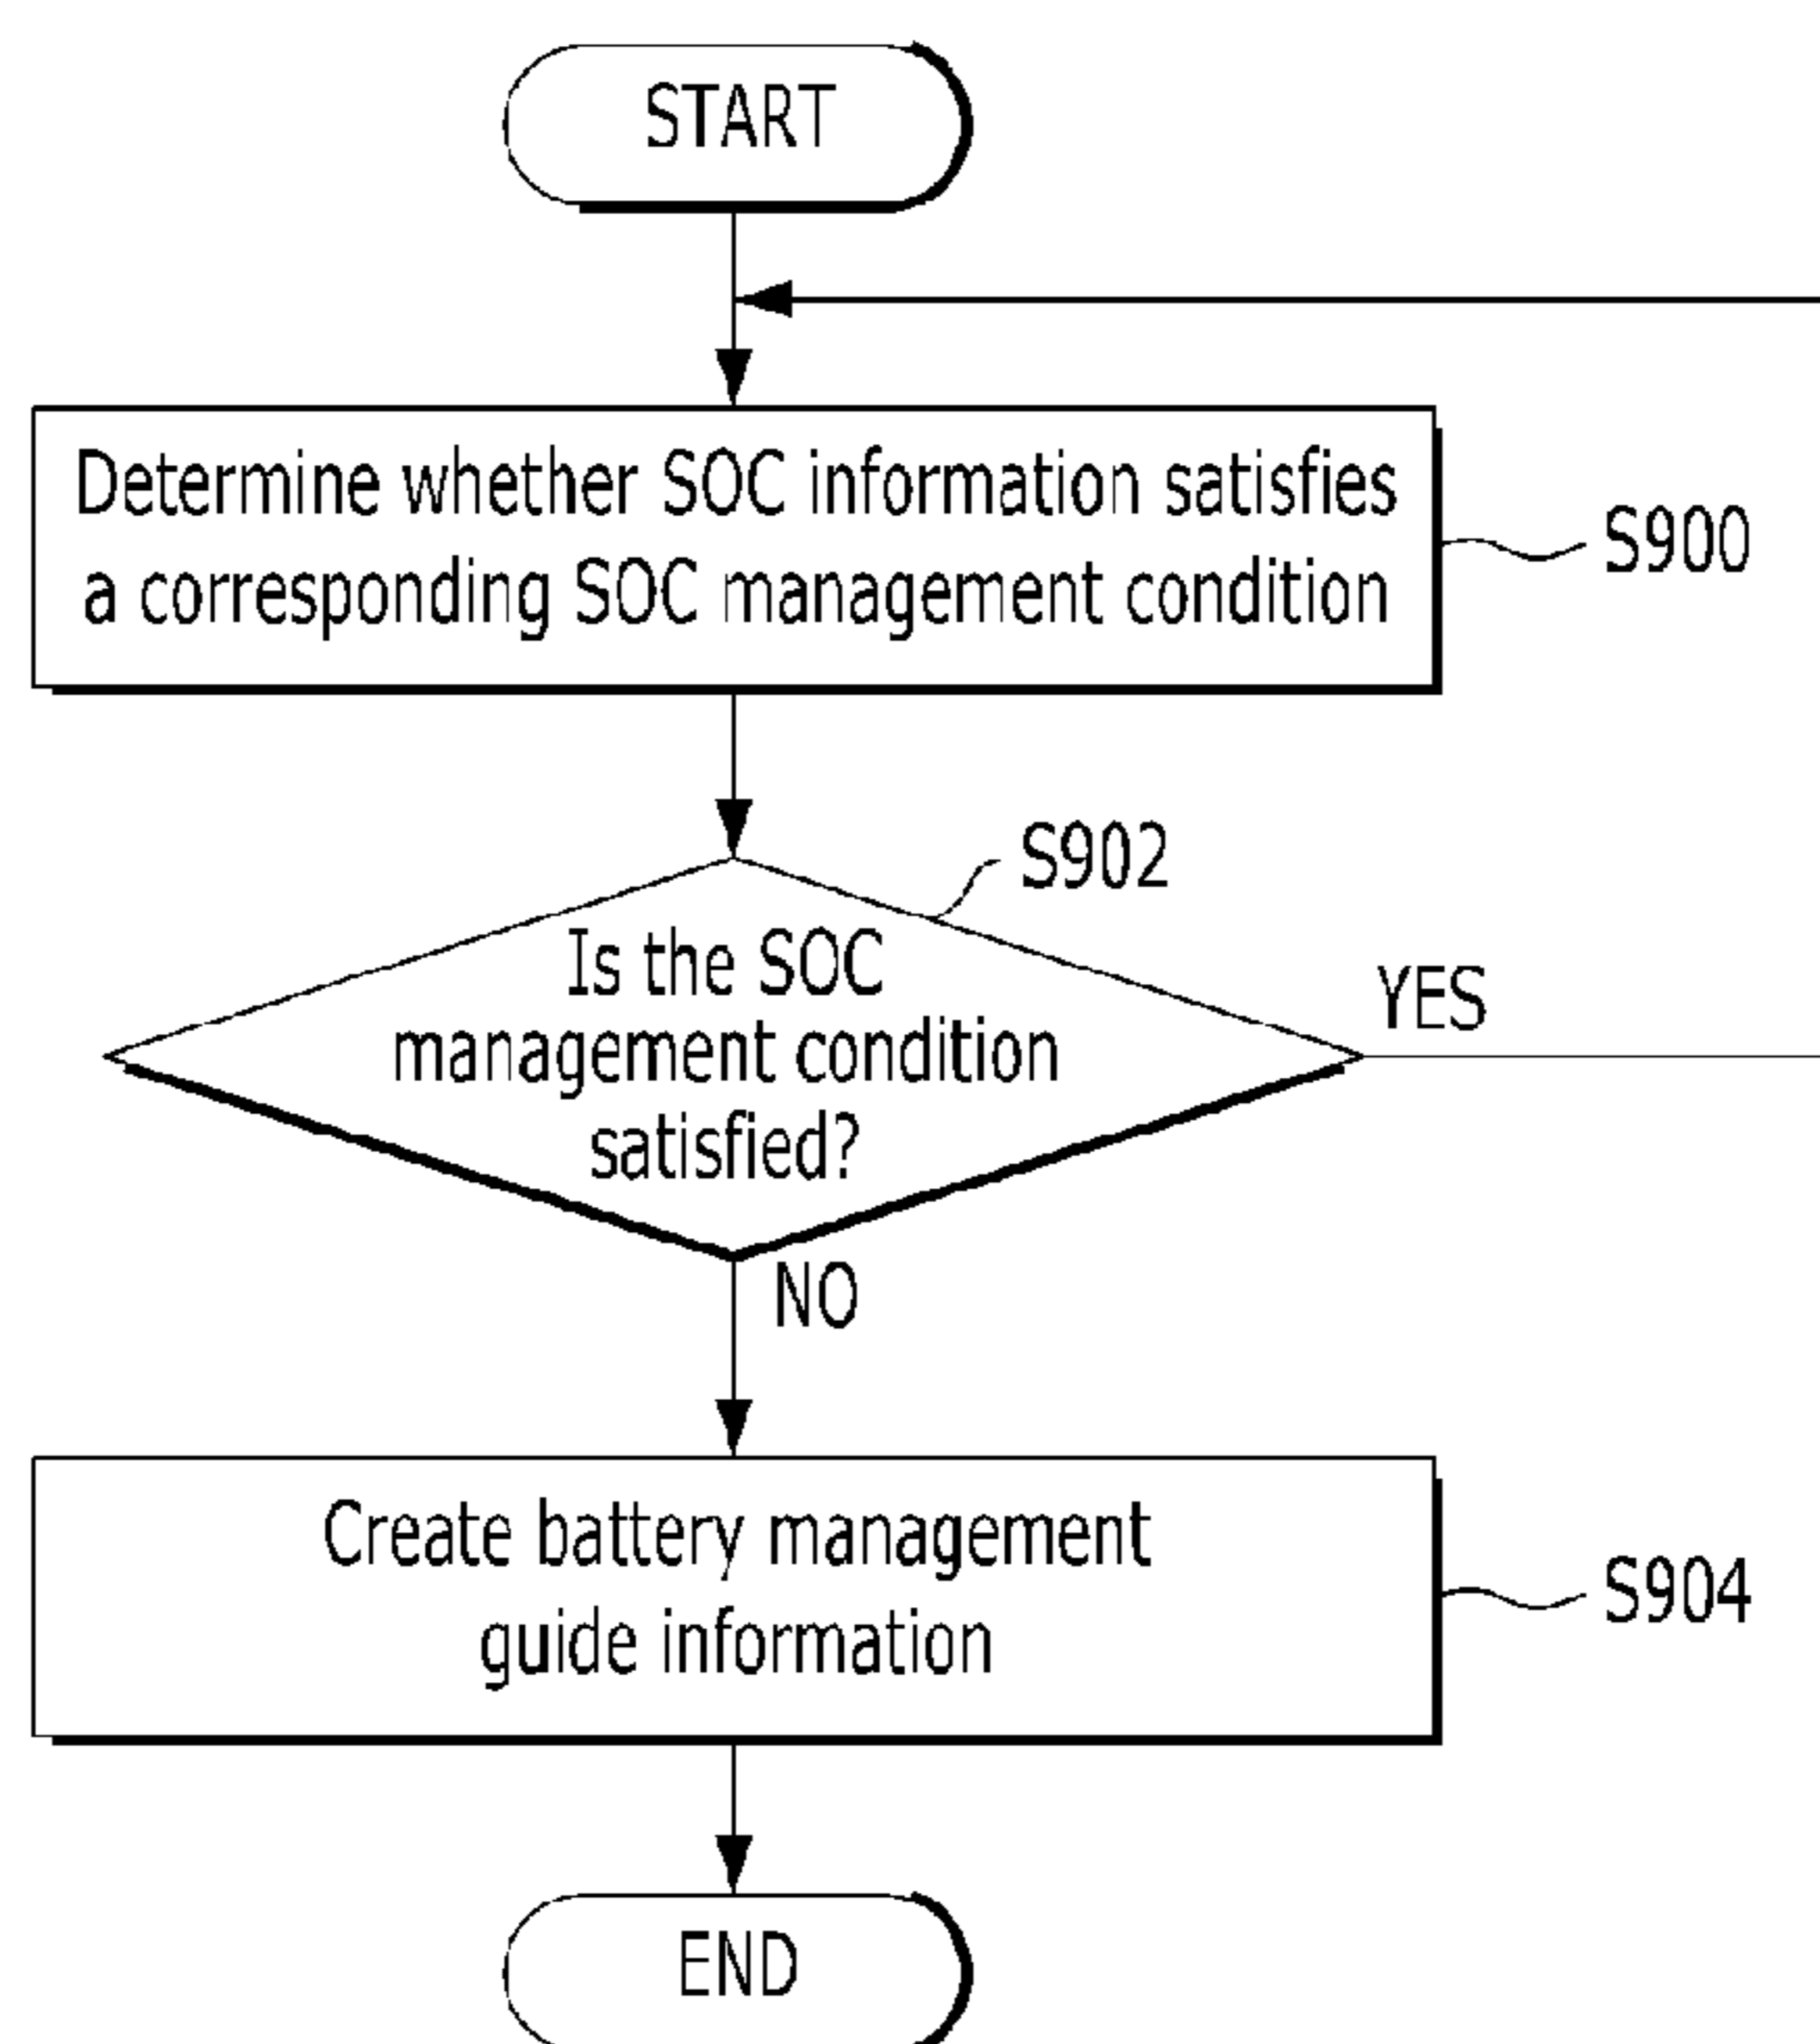 START
Determine whether SOC information satisfies
a corresponding SOC management condition
S900
S902
Is the SOC
management condition
satisfied?
YES
NO
Create battery management
guide information
S904
END